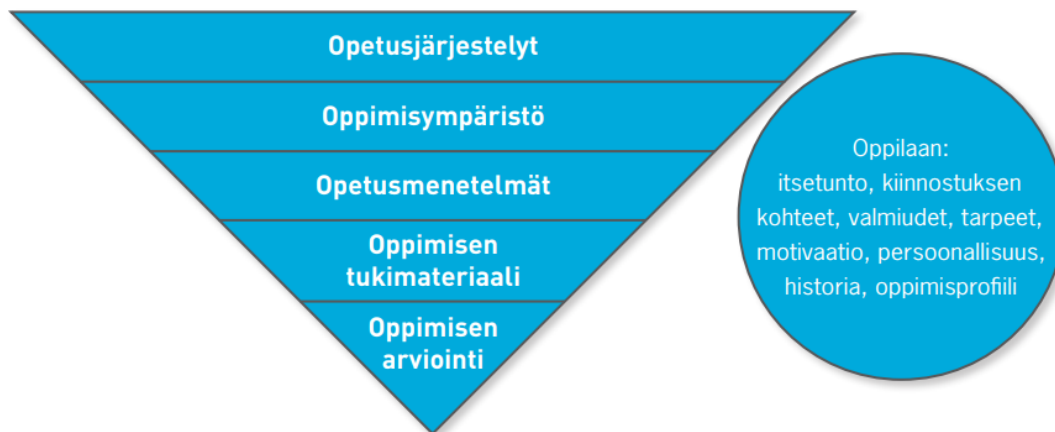 Opetusjärjestelyt
Oppimisympäristö
Opetusmenetelmät
Oppimisen
tukimateriaali
Oppimisen
arviointi
Oppilaan:
itsetunto, kiinnostuksen
kohteet, valmiudet, tarpeet,
motivaatio, persoonallisuus,
historia, oppimisprofiili